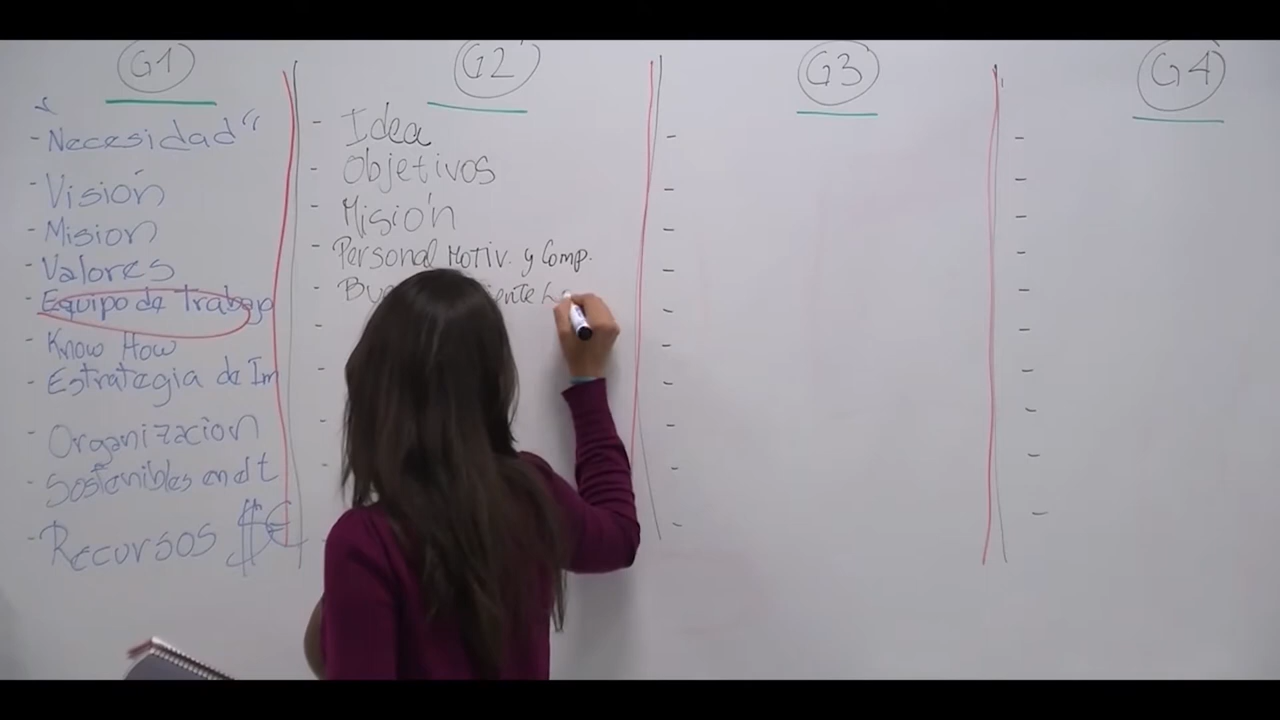 G1
- Necesidad"
- Visión
- Mision
- Valores
- Equipo de Trabajo
- Know How
- Estrategia de Im
- Organizacion
- Sostenibles en el t
- Recursos $€
G2
- Idea
- Objetivos
- Misión
- Personal Motiv. y Comp.
G3
G4